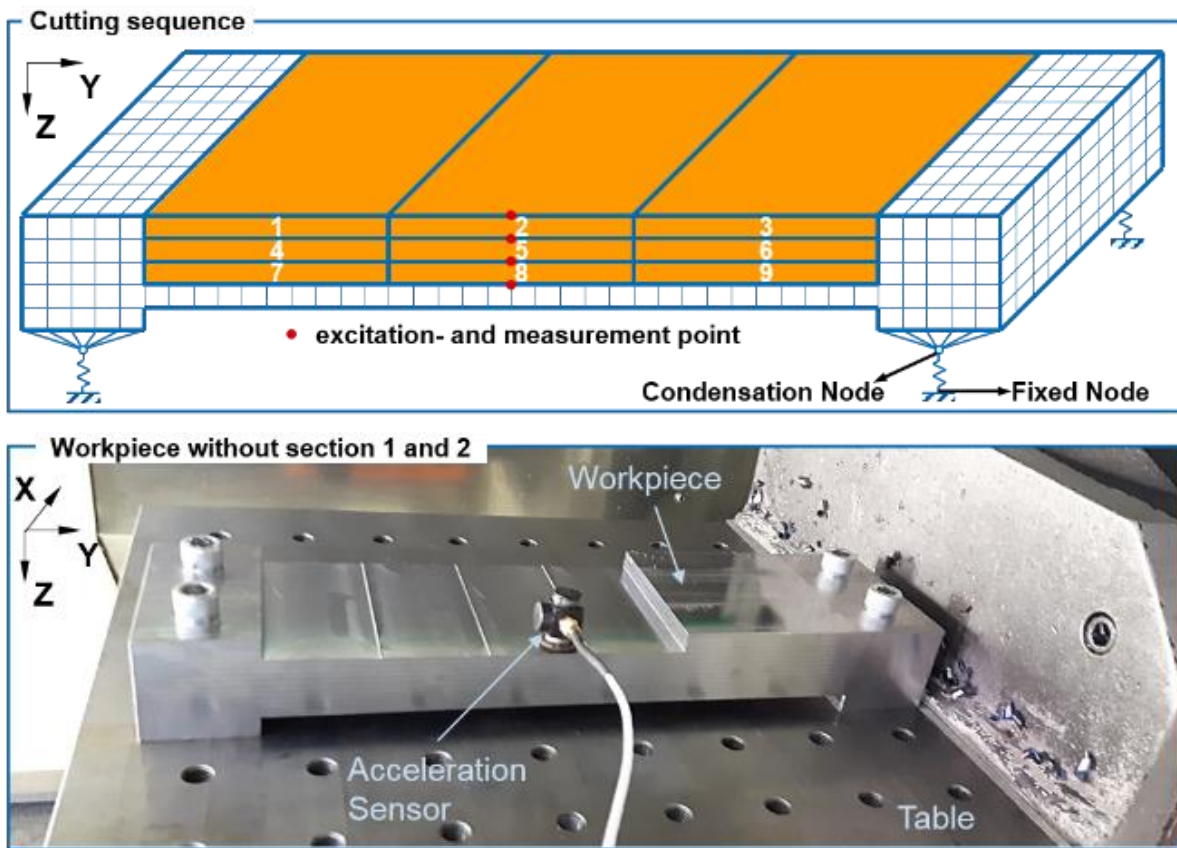 Cutting sequence
Y
Z
1 2 3
4 5 6
7 8 9
excitation- and measurement point
Condensation Node
Fixed Node
Workpiece without section 1 and 2
X
Y
Z
Workpiece
Acceleration
Sensor
Table